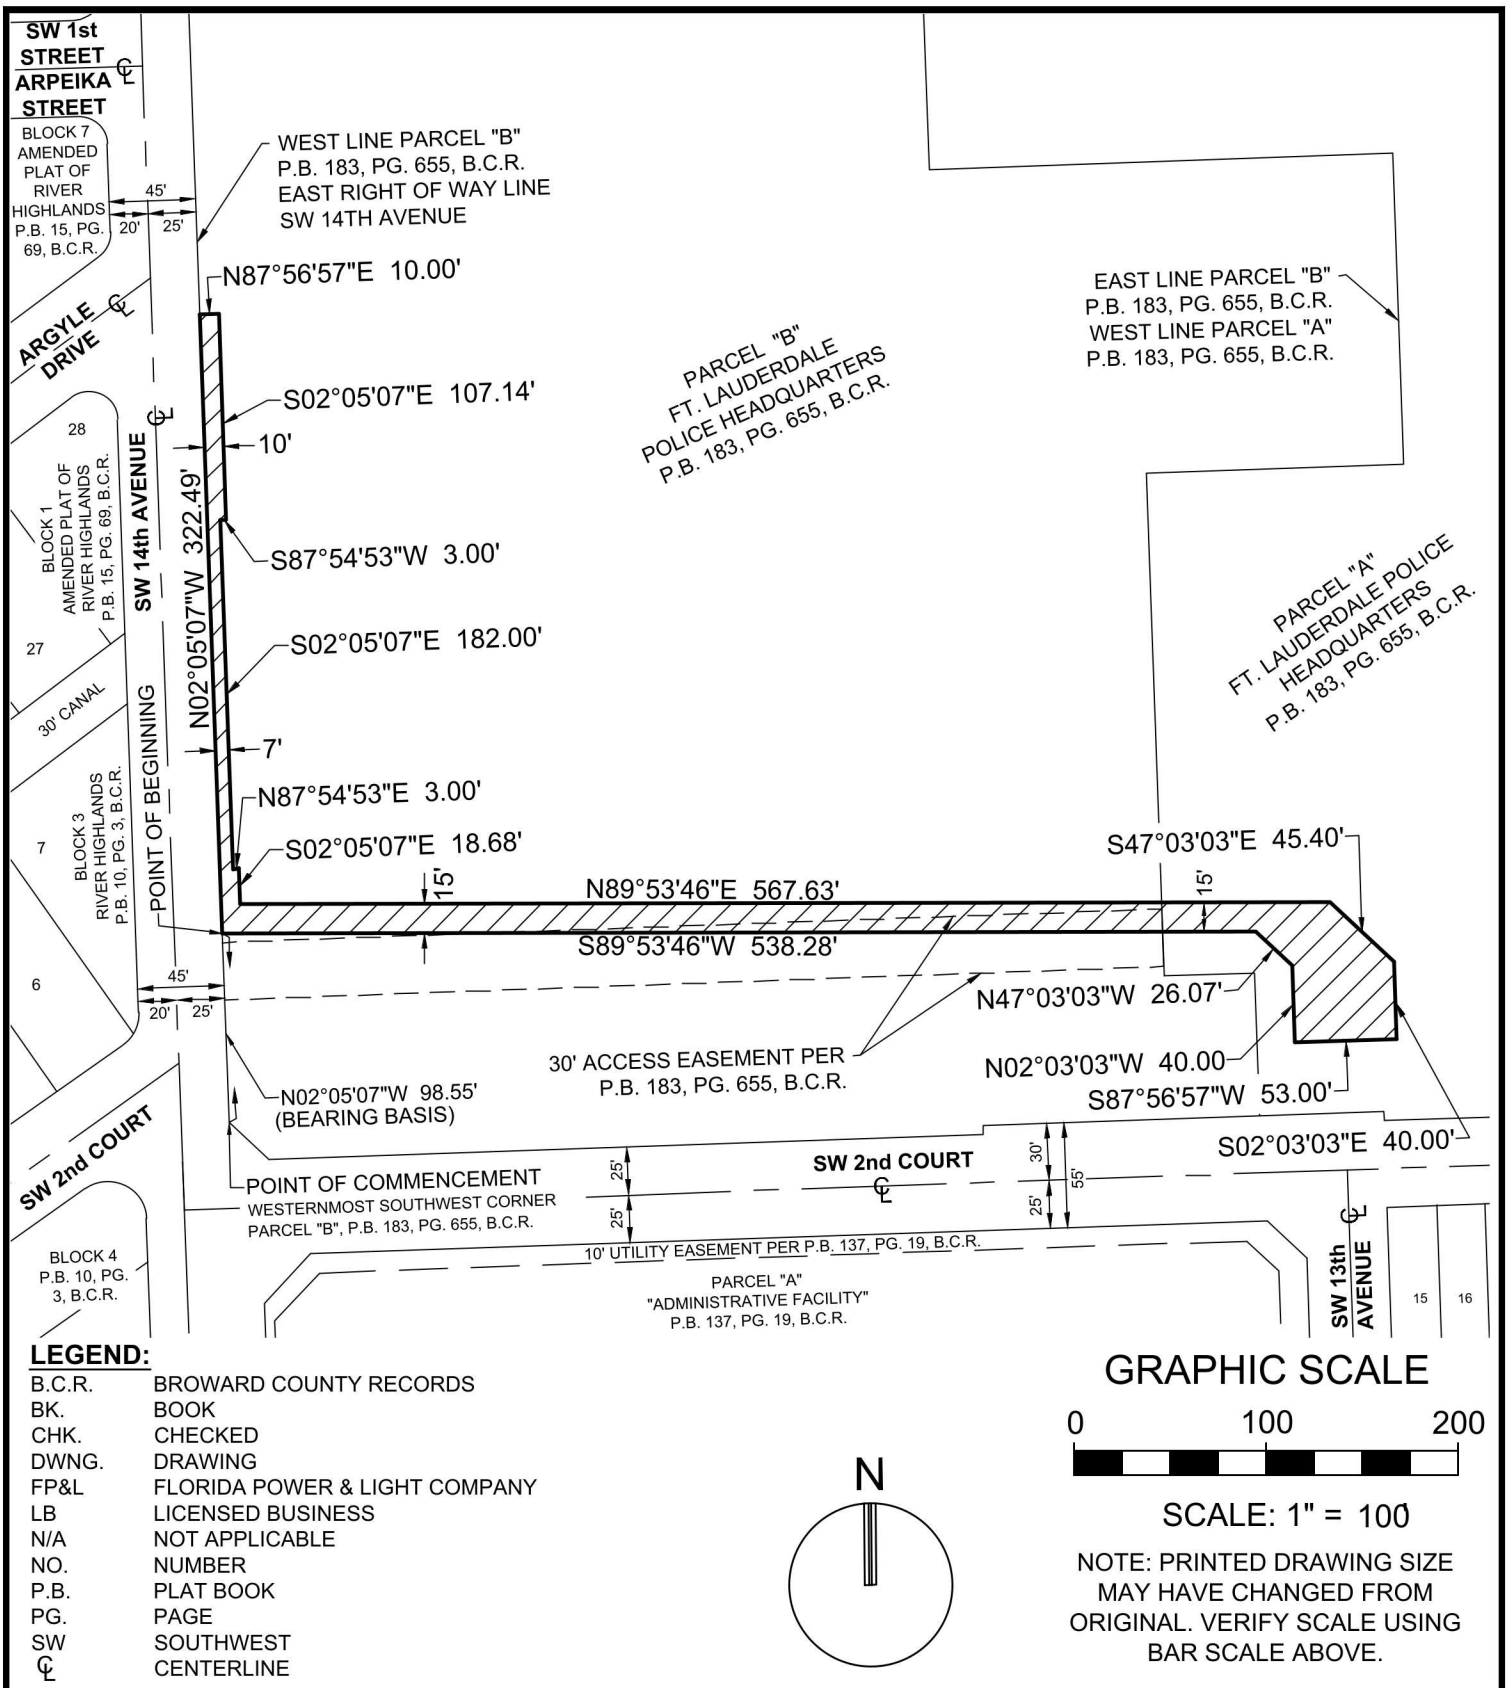 SW 1st
STREET
ARPEIKA
STREET
BLOCK 7
AMENDED
PLAT OF
RIVER
HIGHLANDS
P.B. 15, PG.
69, B.C.R.
45'
20'
25'
WEST LINE PARCEL "B"
P.B. 183, PG. 655, B.C.R.
EAST RIGHT OF WAY LINE
SW 14TH AVENUE
N87°56'57"E 10.00'
ARGYLE
DRIVE
EAST LINE PARCEL "B"
P.B. 183, PG. 655, B.C.R.
WEST LINE PARCEL "A"
P.B. 183, PG. 655, B.C.R.
PARCEL "B"
FT. LAUDERDALE
POLICE HEADQUARTERS
P.B. 183, PG. 655, B.C.R.
S02°05'07"E 107.14'
10'
28
BLOCK 1
AMENDED PLAT OF
RIVER HIGHLANDS
P.B. 15, PG. 69, B.C.R.
SW 14th AVENUE
N02°05'07"W 322.49'
S87°54'53"W 3.00'
PARCEL "A"
FT. LAUDERDALE POLICE
HEADQUARTERS
P.B. 183, PG. 655, B.C.R.
27
30' CANAL
S02°05'07"E 182.00'
7'
POINT OF BEGINNING
N87°54'53"E 3.00'
7
BLOCK 3
RIVER HIGHLANDS
P.B. 10, PG. 3, B.C.R.
S02°05'07"E 18.68'
S47°03'03"E 45.40'
15'
N89°53'46"E 567.63'
15'
S89°53'46"W 538.28'
6
45'
20'
25'
N47°03'03"W 26.07'
30' ACCESS EASEMENT PER
P.B. 183, PG. 655, B.C.R.
N02°03'03"W 40.00
S87°56'57"W 53.00'
N02°05'07"W 98.55'
(BEARING BASIS)
S02°03'03"E 40.00'
SW 2nd COURT
POINT OF COMMENCEMENT
WESTERNMOST SOUTHWEST CORNER
PARCEL "B", P.B. 183, PG. 655, B.C.R.
25'
25'
SW 2nd COURT
30'
25'
55'
10' UTILITY EASEMENT PER P.B. 137, PG. 19, B.C.R.
BLOCK 4
P.B. 10, PG.
3, B.C.R.
PARCEL "A"
"ADMINISTRATIVE FACILITY"
P.B. 137, PG. 19, B.C.R.
SW 13th
AVENUE
15
16
LEGEND:
B.C.R. BROWARD COUNTY RECORDS
BK. BOOK
CHK. CHECKED
DWNG. DRAWING
FP&L FLORIDA POWER & LIGHT COMPANY
LB LICENSED BUSINESS
N/A NOT APPLICABLE
NO. NUMBER
P.B. PLAT BOOK
PG. PAGE
SW SOUTHWEST
℄ CENTERLINE
N
GRAPHIC SCALE
0 100 200
SCALE: 1" = 100'
NOTE: PRINTED DRAWING SIZE
MAY HAVE CHANGED FROM
ORIGINAL. VERIFY SCALE USING
BAR SCALE ABOVE.